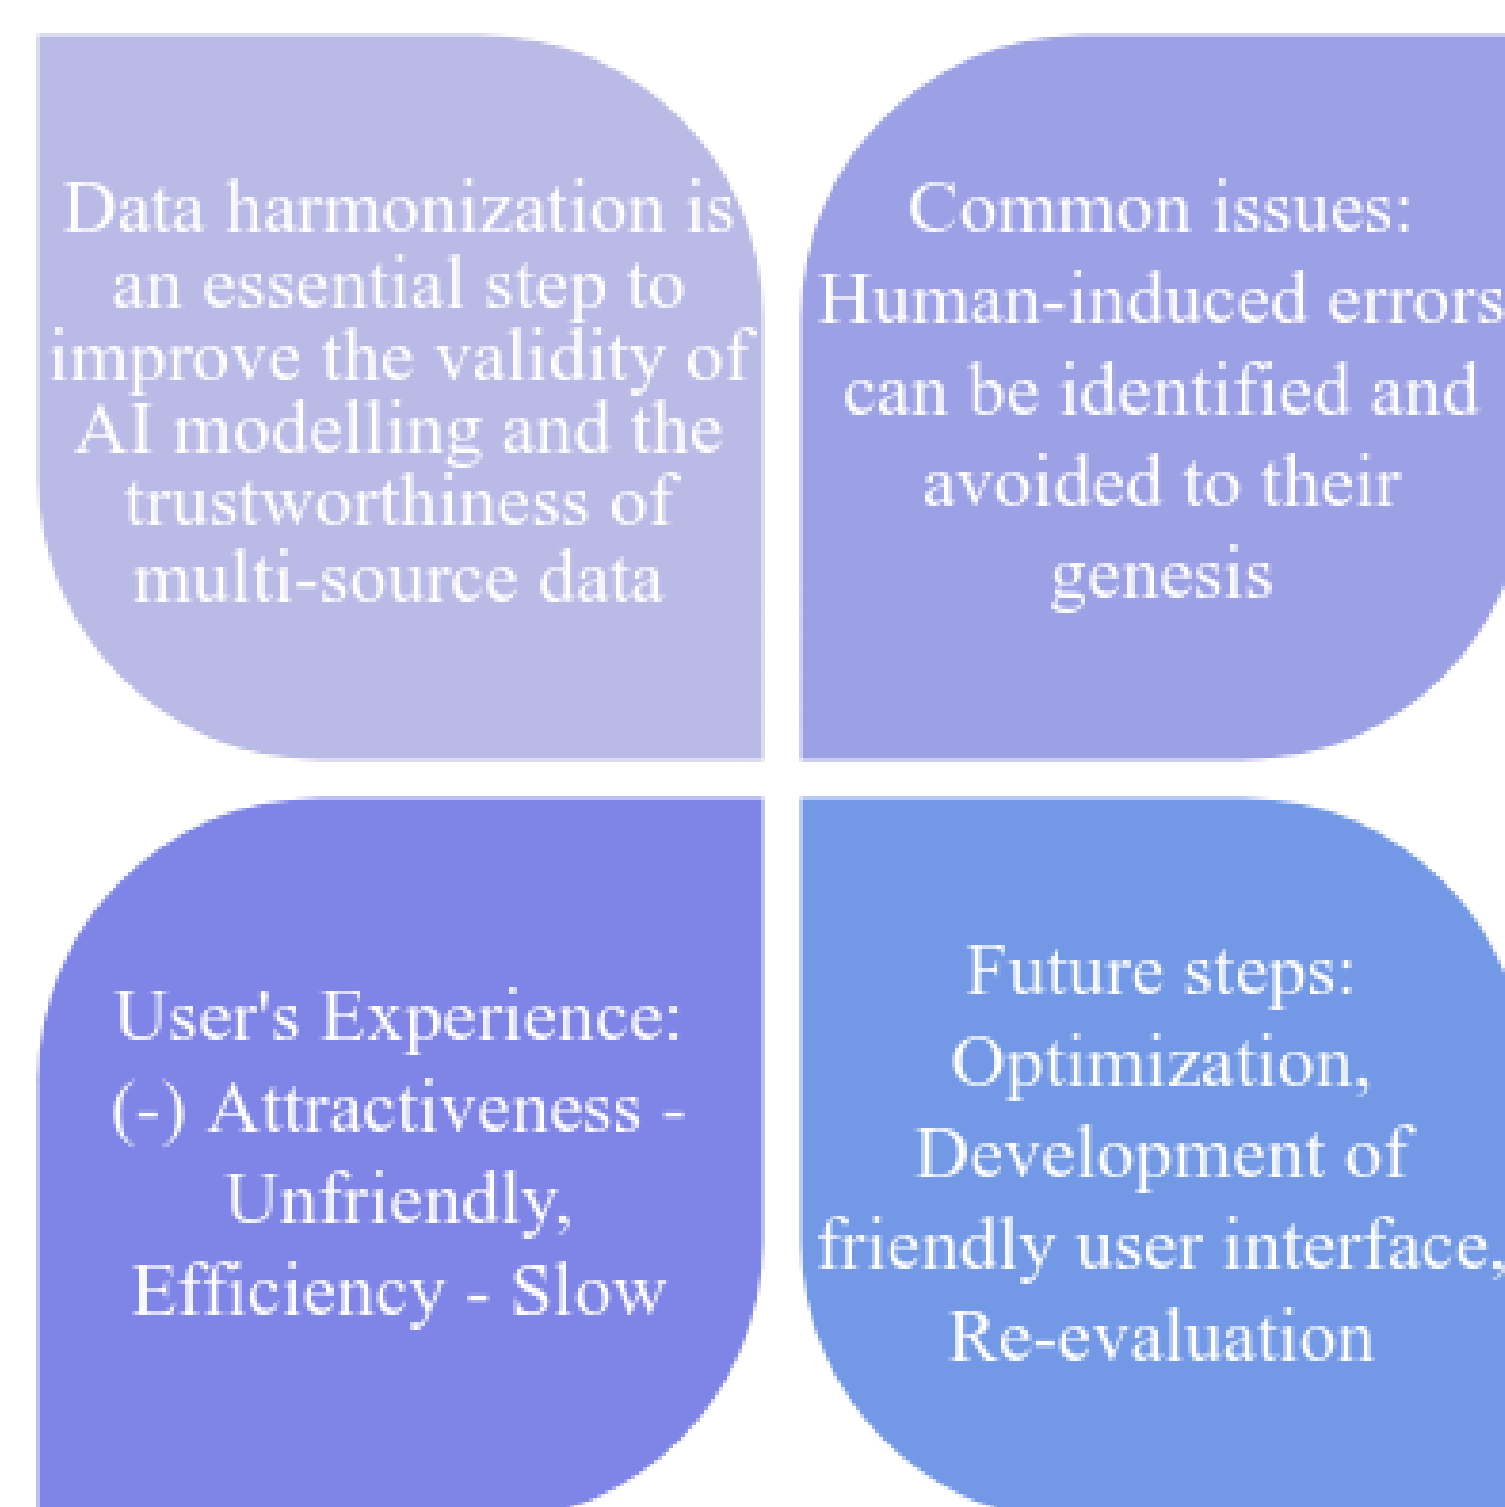 Data harmonization is
an essential step to
improve the validity of
AI modelling and the
trustworthiness of
multi-source data
Common issues:
Human-induced errors
can be identified and
avoided to their
genesis
User's Experience:
(-) Attractiveness -
Unfriendly,
Efficiency - Slow
Future steps:
Optimization,
Development of
friendly user interface,
Re-evaluation